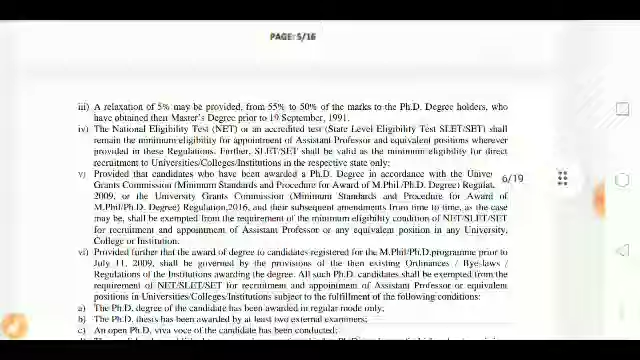 PAGE: 5/16
iii) A relaxation of 5% may be provided, from 55% to 50% of the marks to the Ph.D. Degree holders, who
have obtained their Master's Degree prior to 19 September, 1991.
iv) The National Eligibility Test (NET) or an accredited test (State Level Eligibility Test SLET/SET) shall
remain the minimum eligibility for appointment of Assistant Professor and equivalent positions wherever
provided in these Regulations. Further, SLET/SET shall be valid as the minimum eligibility for direct
recruitment to Universities/Colleges/Institutions in the respective state only;
v) Provided that candidates who have been awarded a Ph.D. Degree in accordance with the Univer
6/19
Grants Commission (Minimum Standards and Procedure for Award of M.Phil/Ph.D. Degree) Regulat
2009, or the University Grants Commission (Minimum Standards and Procedure for Award of
M.Phil/Ph.D. Degree) Regulation,2016, and their subsequent amendments from time to time, as the case
may be, shall be exempted from the requirement of the minimum eligibility condition of NET/SLET/SET
for recruitment and appointment of Assistant Professor or any equivalent position in any University,
College or Institution.
vi) Provided further that the award of degree to candidates registered for the M.Phil/Ph.D.programme prior to
July 11, 2009, shall be governed by the provisions of the then existing Ordinances / Bye-laws /
Regulations of the Institutions awarding the degree. All such Ph.D. candidates shall be exempted from the
requirement of NET/SLET/SET for recruitment and appointment of Assistant Professor or equivalent
positions in Universities/Colleges/Institutions subject to the fulfillment of the following conditions:
a) The Ph.D. degree of the candidate has been awarded in regular mode only;
b) The Ph.D. thesis has been awarded by at least two external examiners;
c) An open Ph.D. viva voce of the candidate has been conducted;